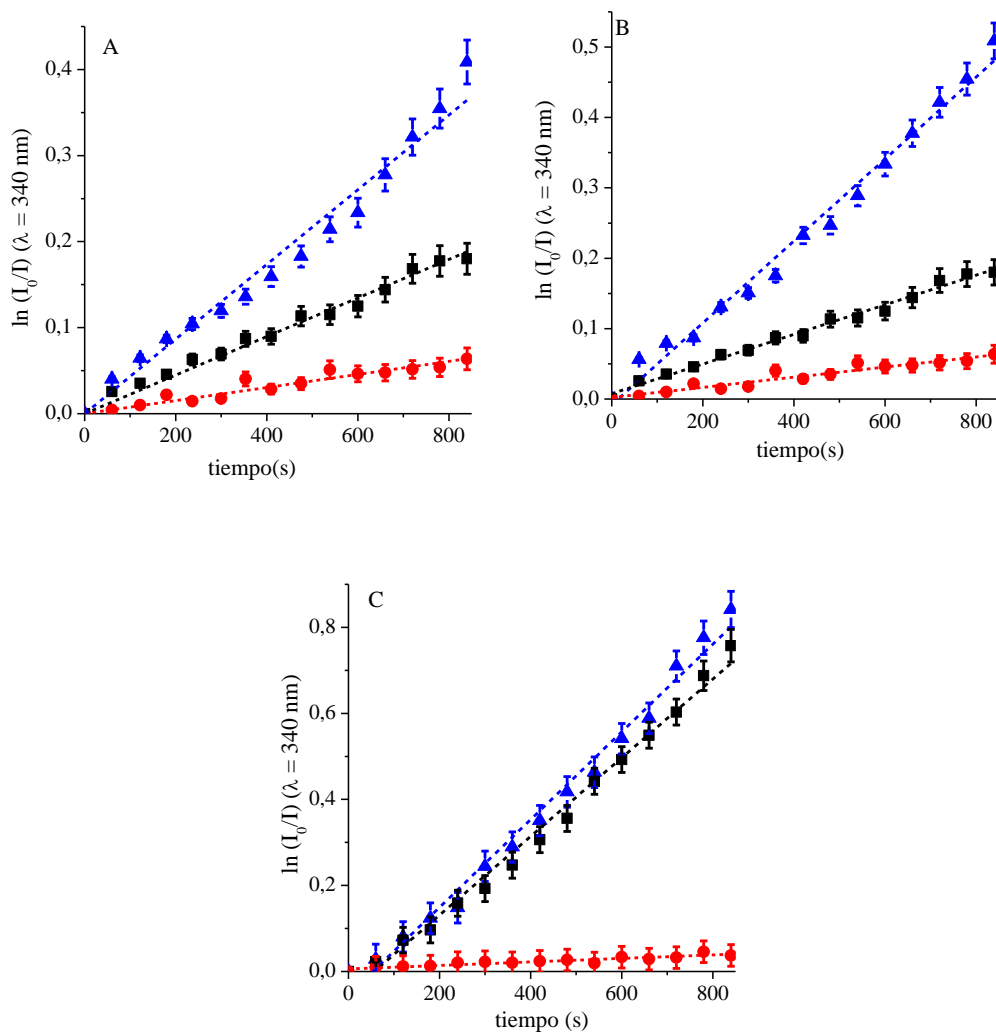 A
0,4
0,3
0,2
0,1
0,0
0 200 400 600 800
tiempo(s)
ln (I₀/I) (λ = 340 nm)
B
0,5
0,4
0,3
0,2
0,1
0,0
0 200 400 600 800
tiempo(s)
ln (I₀/I) (λ = 340 nm)
C
0,8
0,6
0,4
0,2
0,0
0 200 400 600 800
tiempo (s)
ln (I₀/I) (λ = 340 nm)